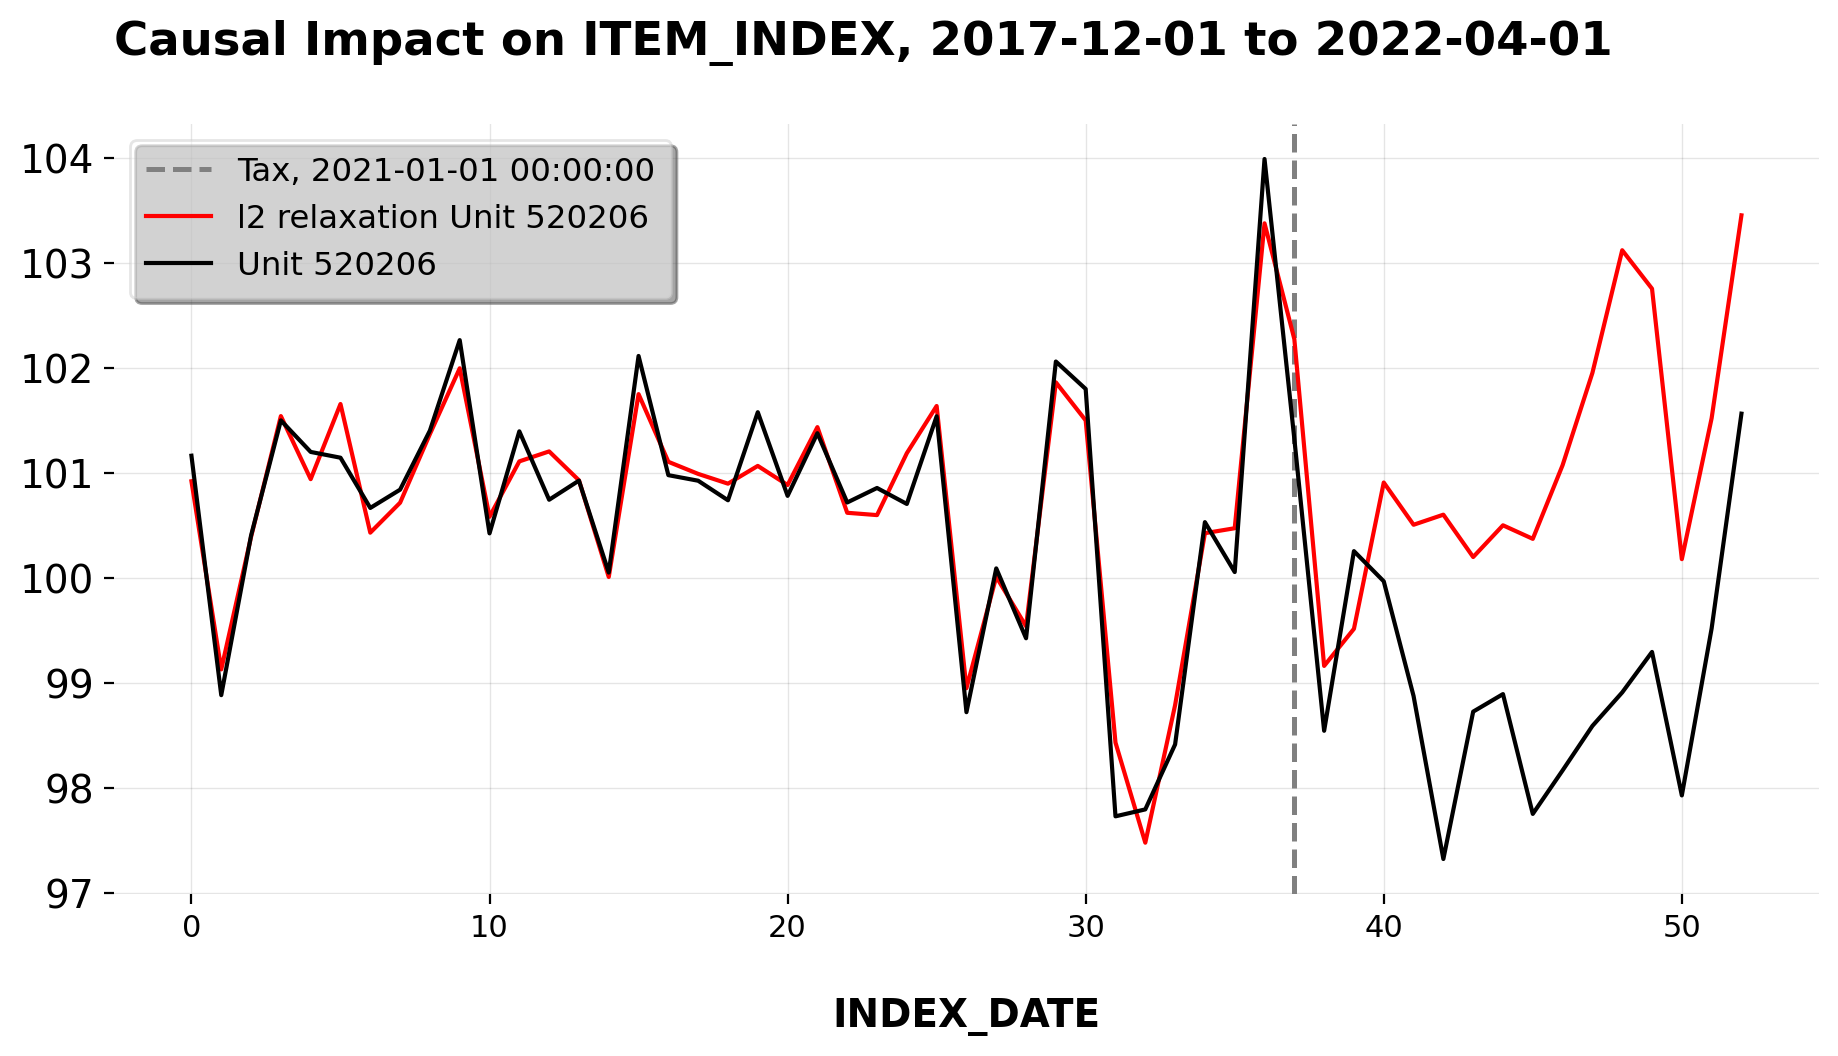 Causal Impact on ITEM_INDEX, 2017-12-01 to 2022-04-01
Tax, 2021-01-01 00:00:00
l2 relaxation Unit 520206
Unit 520206
104
103
102
101
100
99
98
97
0 10 20 30 40 50
INDEX_DATE